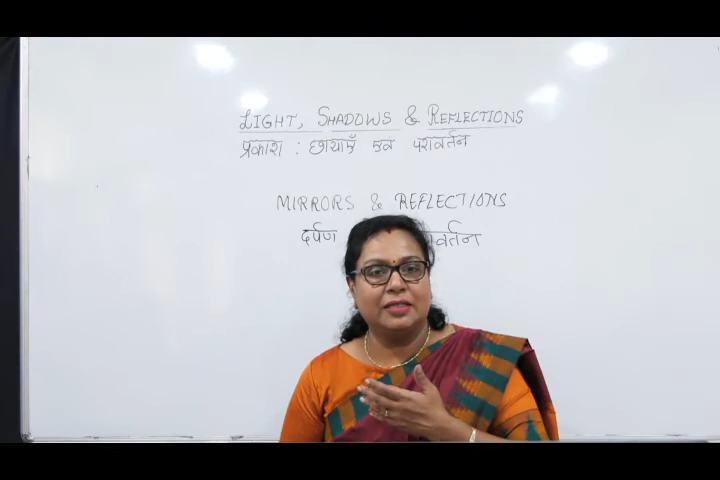 LIGHT, SHADOWS & REFLECTIONS
प्रकाश : छायाएँ एवं परावर्तन
MIRRORS & REFLECTIONS
दर्पण